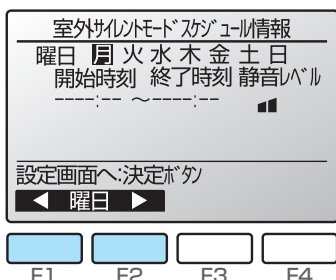 室外サイレントモードスケジュール情報
曜日 月 火 水 木 金 土 日
開始時刻 終了時刻 静音レベル
----:-- ～----:--
設定画面へ:決定ボタン
◀ 曜日 ▶
F1 F2 F3 F4